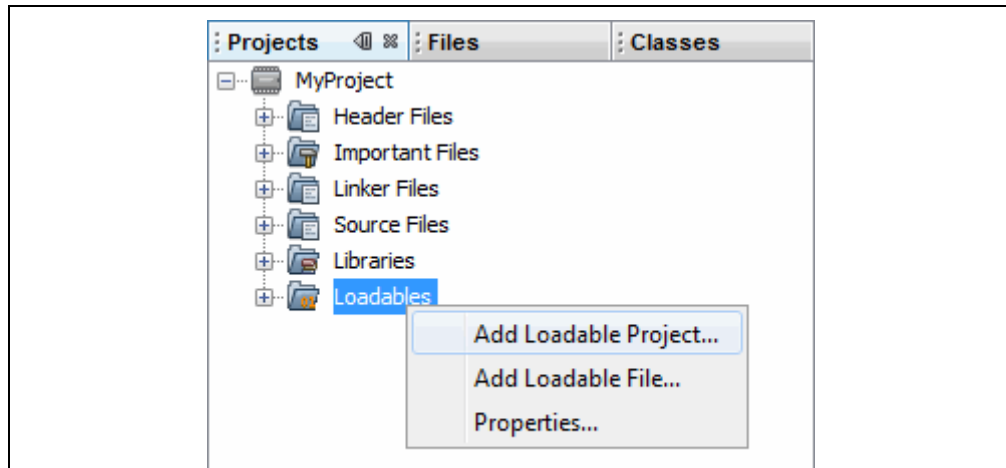 Projects Files Classes
MyProject
Header Files
Important Files
Linker Files
Source Files
Libraries
Loadables
Add Loadable Project...
Add Loadable File...
Properties...